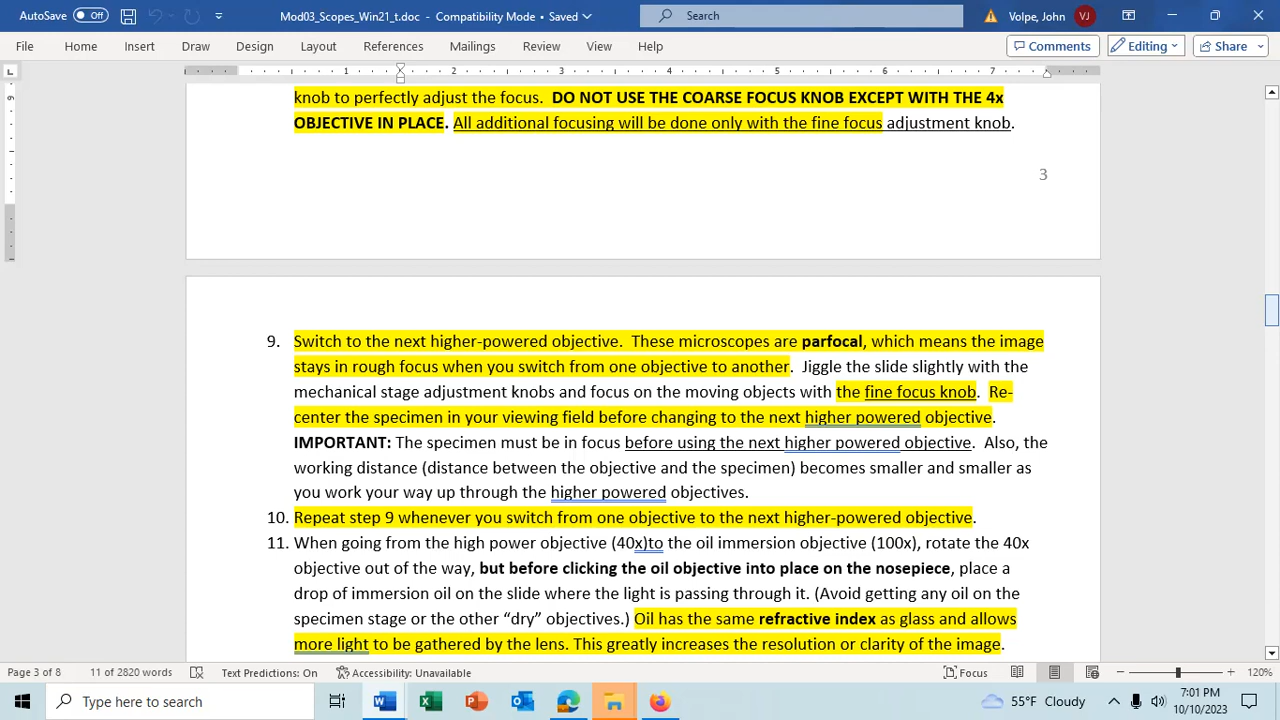 AutoSave Off Mod03_Scopes_Win21_t.doc - Compatibility Mode • Saved Search Volpe, John VJ
File Home Insert Draw Design Layout References Mailings Review View Help Comments Editing Share
1 2 3 4 5 6 7
knob to perfectly adjust the focus. DO NOT USE THE COARSE FOCUS KNOB EXCEPT WITH THE 4x
OBJECTIVE IN PLACE. All additional focusing will be done only with the fine focus adjustment knob.
3
9. Switch to the next higher-powered objective. These microscopes are parfocal, which means the image
stays in rough focus when you switch from one objective to another. Jiggle the slide slightly with the
mechanical stage adjustment knobs and focus on the moving objects with the fine focus knob. Re-
center the specimen in your viewing field before changing to the next higher powered objective.
IMPORTANT: The specimen must be in focus before using the next higher powered objective. Also, the
working distance (distance between the objective and the specimen) becomes smaller and smaller as
you work your way up through the higher powered objectives.
10. Repeat step 9 whenever you switch from one objective to the next higher-powered objective.
11. When going from the high power objective (40x)to the oil immersion objective (100x), rotate the 40x
objective out of the way, but before clicking the oil objective into place on the nosepiece, place a
drop of immersion oil on the slide where the light is passing through it. (Avoid getting any oil on the
specimen stage or the other “dry” objectives.) Oil has the same refractive index as glass and allows
more light to be gathered by the lens. This greatly increases the resolution or clarity of the image.
Page 3 of 8 11 of 2820 words Text Predictions: On Accessibility: Unavailable Focus 120%
Type here to search 55°F Cloudy 7:01 PM
10/10/2023